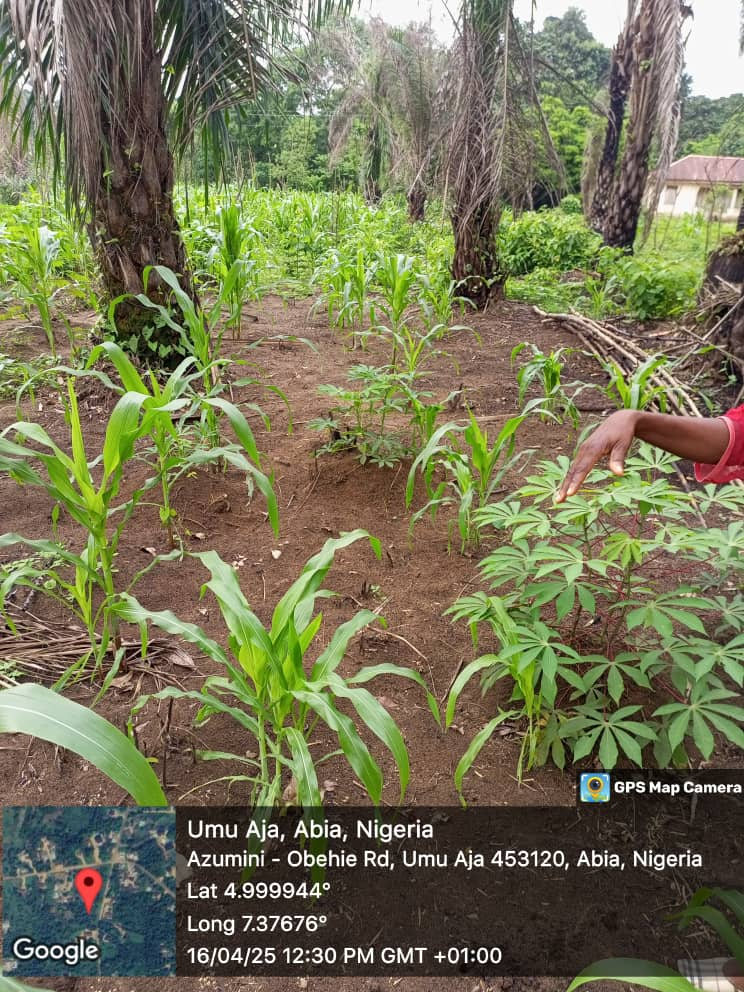 GPS Map Camera
Umu Aja, Abia, Nigeria
Azumini - Obehie Rd, Umu Aja 453120, Abia, Nigeria
Lat 4.999944°
Long 7.37676°
16/04/25 12:30 PM GMT +01:00
Google